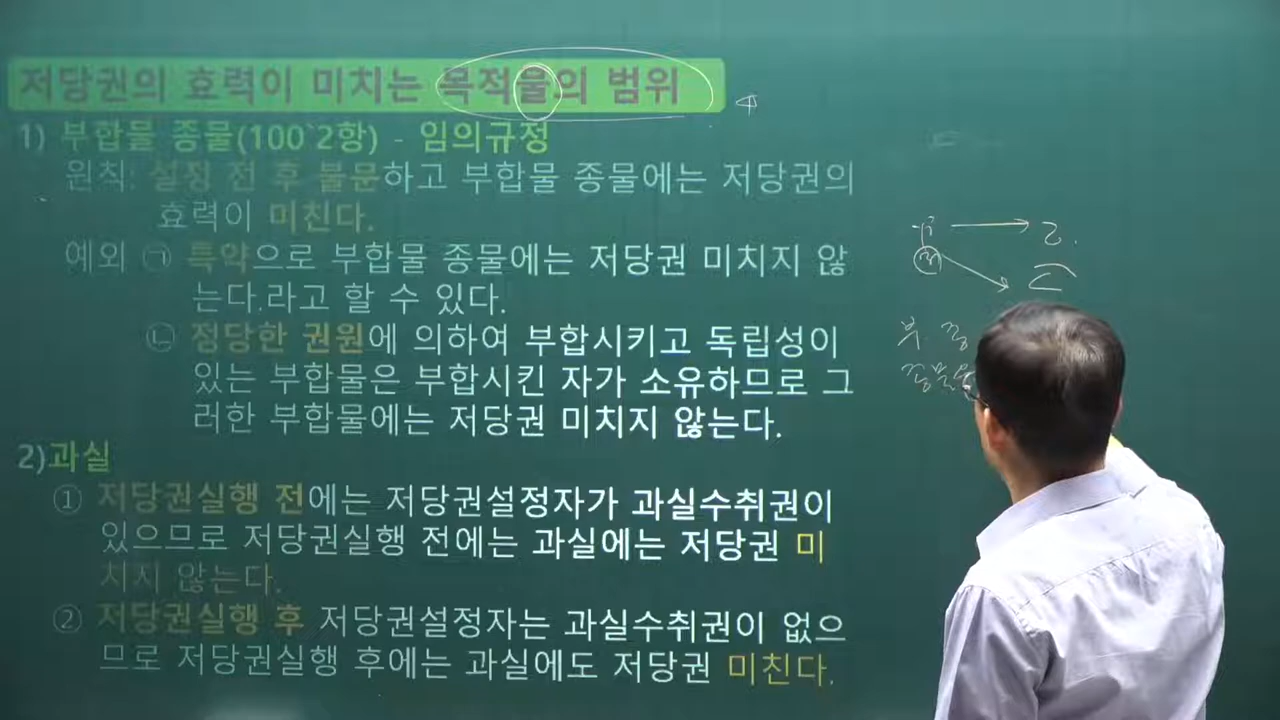 저당권의 효력이 미치는 목적물의 범위
1) 부합물 종물(100`2항) - 임의규정
원칙: 설정 전 후 불문하고 부합물 종물에는 저당권의
효력이 미친다.
예외 ㉠ 특약으로 부합물 종물에는 저당권 미치지 않
는다.라고 할 수 있다.
㉡ 정당한 권원에 의하여 부합시키고 독립성이
있는 부합물은 부합시킨 자가 소유하므로 그
러한 부합물에는 저당권 미치지 않는다.
2)과실
① 저당권실행 전에는 저당권설정자가 과실수취권이
있으므로 저당권실행 전에는 과실에는 저당권 미
치지 않는다.
② 저당권실행 후 저당권설정자는 과실수취권이 없으
므로 저당권실행 후에는 과실에도 저당권 미친다.
부 종